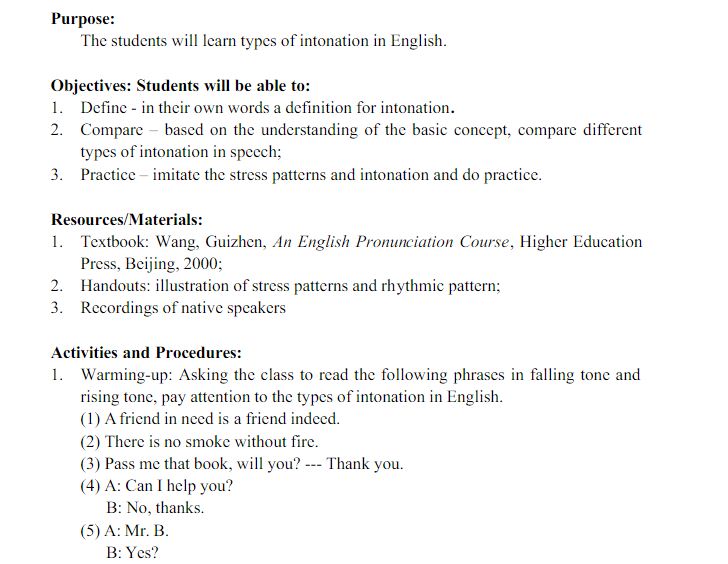 Purpose:
The students will learn types of intonation in English.
Objectives: Students will be able to:
1. Define - in their own words a definition for intonation.
2. Compare – based on the understanding of the basic concept, compare different
types of intonation in speech;
3. Practice – imitate the stress patterns and intonation and do practice.
Resources/Materials:
1. Textbook: Wang, Guizhen, An English Pronunciation Course, Higher Education
Press, Beijing, 2000;
2. Handouts: illustration of stress patterns and rhythmic pattern;
3. Recordings of native speakers
Activities and Procedures:
1. Warming-up: Asking the class to read the following phrases in falling tone and
rising tone, pay attention to the types of intonation in English.
(1) A friend in need is a friend indeed.
(2) There is no smoke without fire.
(3) Pass me that book, will you? --- Thank you.
(4) A: Can I help you?
B: No, thanks.
(5) A: Mr. B.
B: Yes?